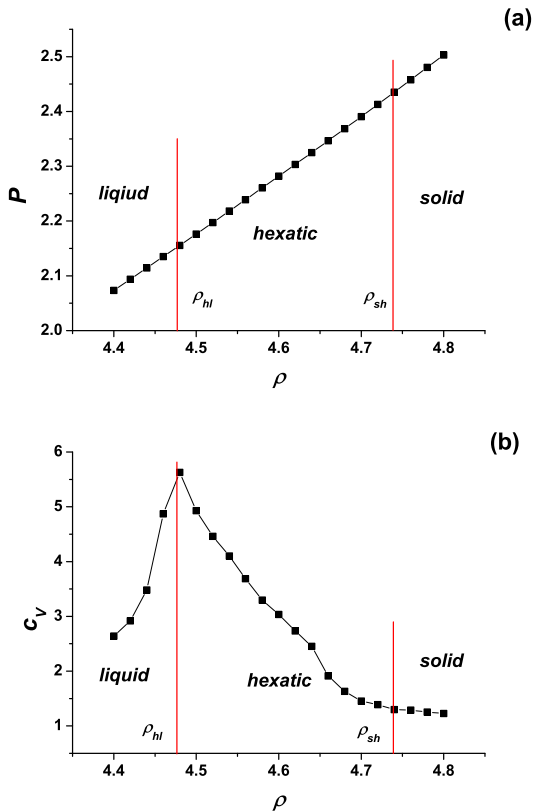 (a)
2.5
2.4
2.3
2.2
2.1
2.0
P
liqiud
hexatic
solid
ρhl
ρsh
4.4 4.5 4.6 4.7 4.8
ρ
(b)
6
5
4
3
2
1
cV
liquid
hexatic
solid
ρhl
ρsh
4.4 4.5 4.6 4.7 4.8
ρ